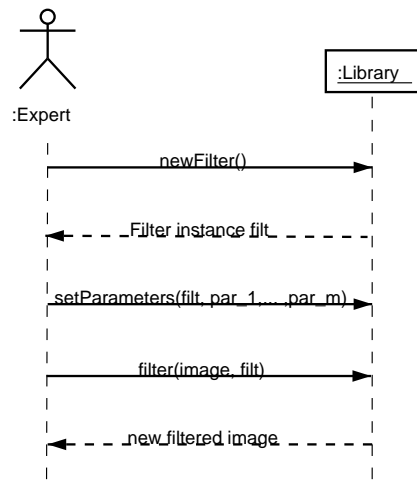 :Library
:Expert
newFilter()
Filter instance filt
setParameters(filt, par_1,... ,par_m)
filter(image, filt)
new filtered image